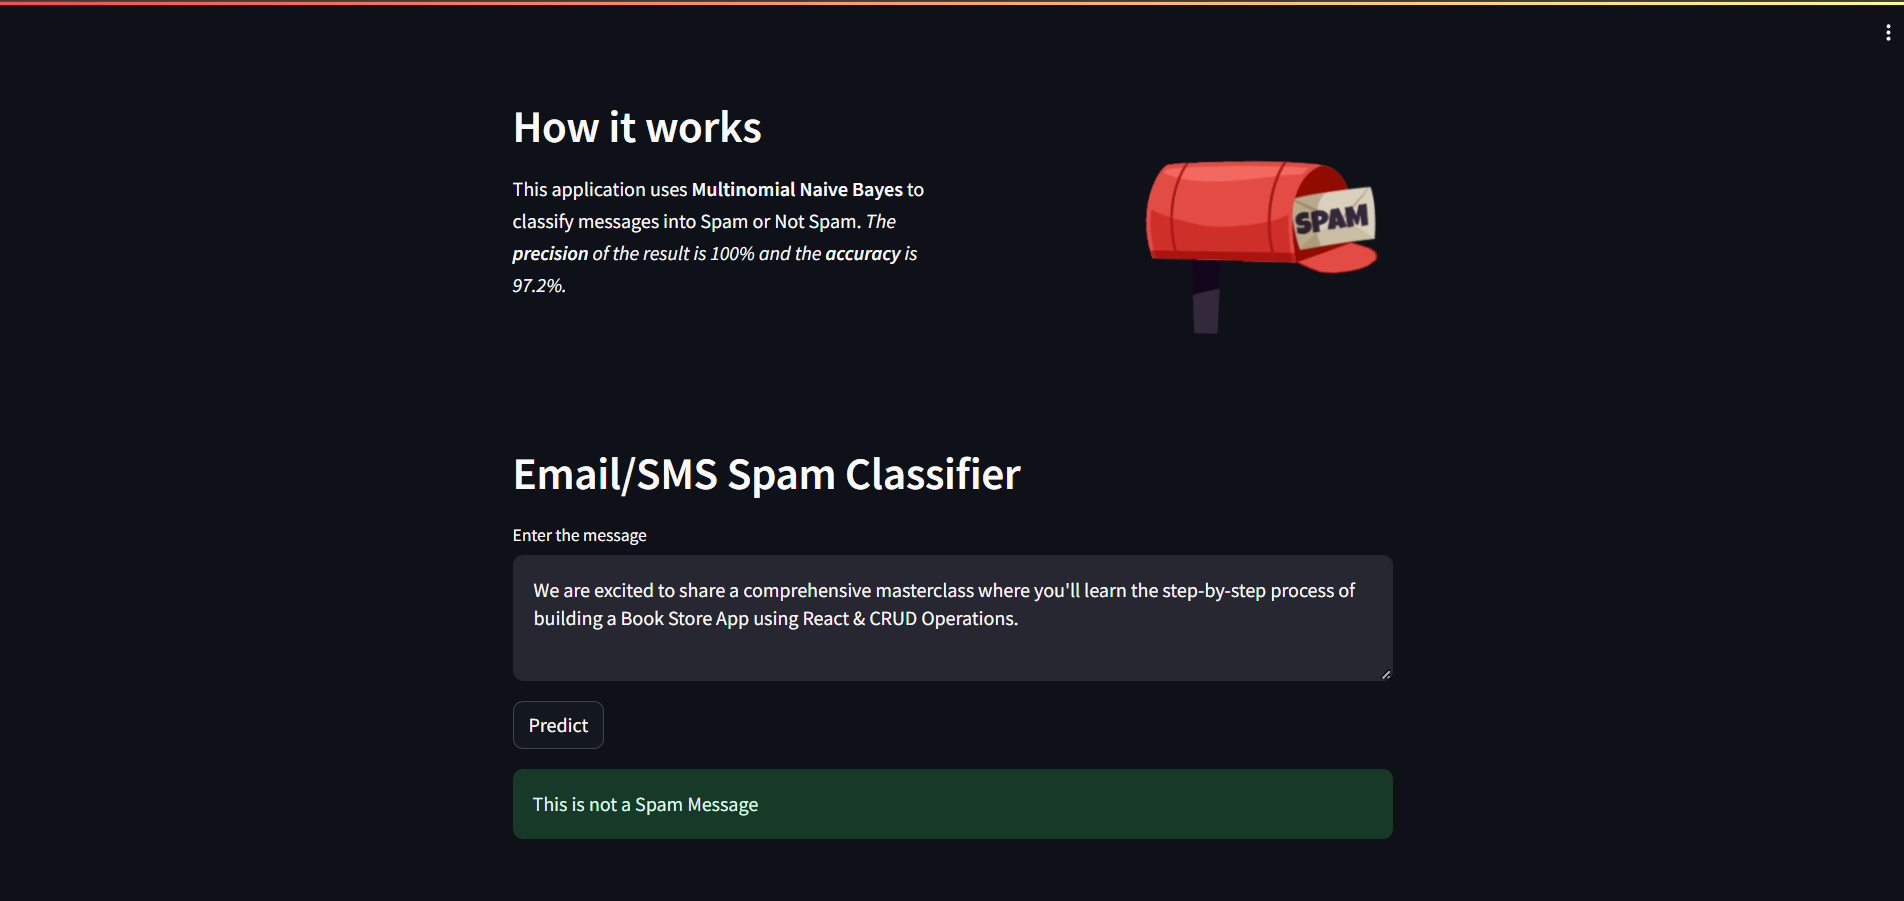 How it works
This application uses Multinomial Naive Bayes to
classify messages into Spam or Not Spam. The
precision of the result is 100% and the accuracy is
97.2%.
SPAM
Email/SMS Spam Classifier
Enter the message
We are excited to share a comprehensive masterclass where you'll learn the step-by-step process of
building a Book Store App using React & CRUD Operations.
Predict
This is not a Spam Message